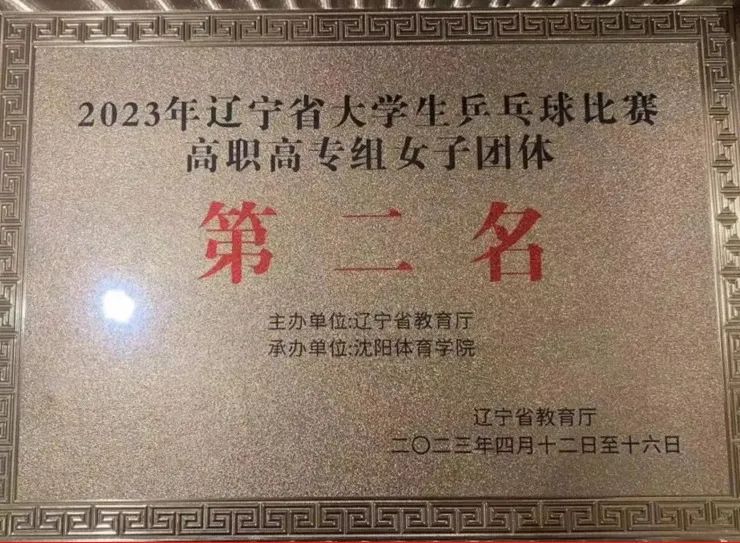 2023年辽宁省大学生乒乓球比赛
高职高专组女子团体
第二名
主办单位:辽宁省教育厅
承办单位:沈阳体育学院
辽宁省教育厅
二〇二三年四月十二日至十六日